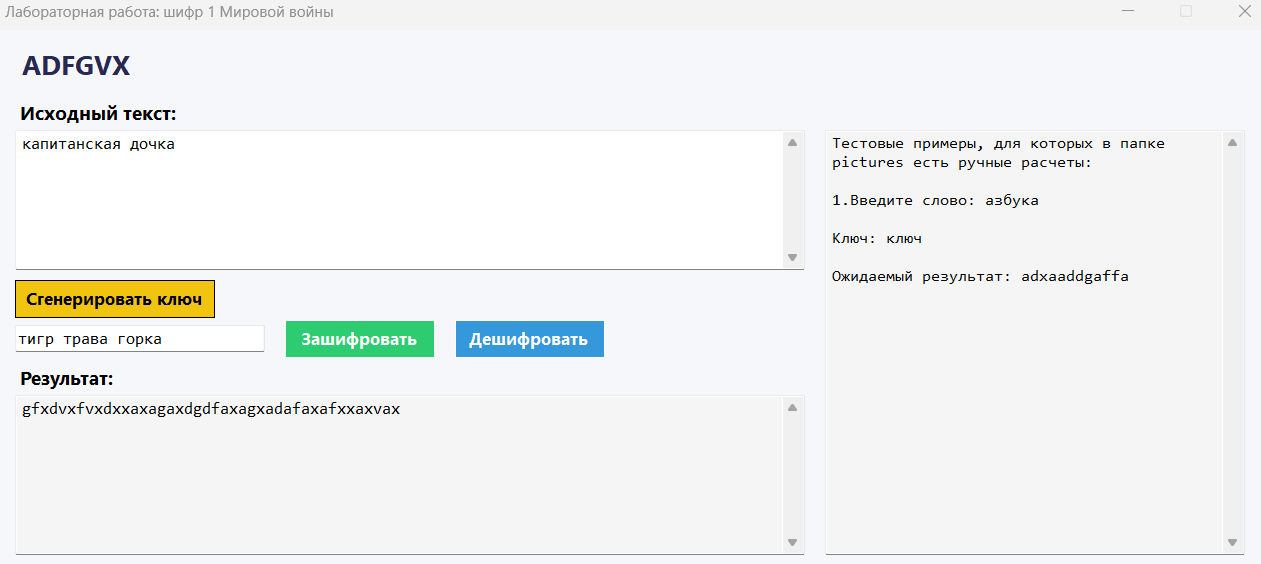 Лабораторная работа: шифр 1 Мировой войны
ADFGVX
Исходный текст:
капитанская дочка
Сгенерировать ключ
тигр трава горка
Зашифровать
Дешифровать
Результат:
gfxdvxfvxdxxaxagaxdgdfaxagxadafaxafxxaxvax
Тестовые примеры, для которых в папке
pictures есть ручные расчеты:
1.Введите слово: азбука
Ключ: ключ
Ожидаемый результат: adxaaddgaffa